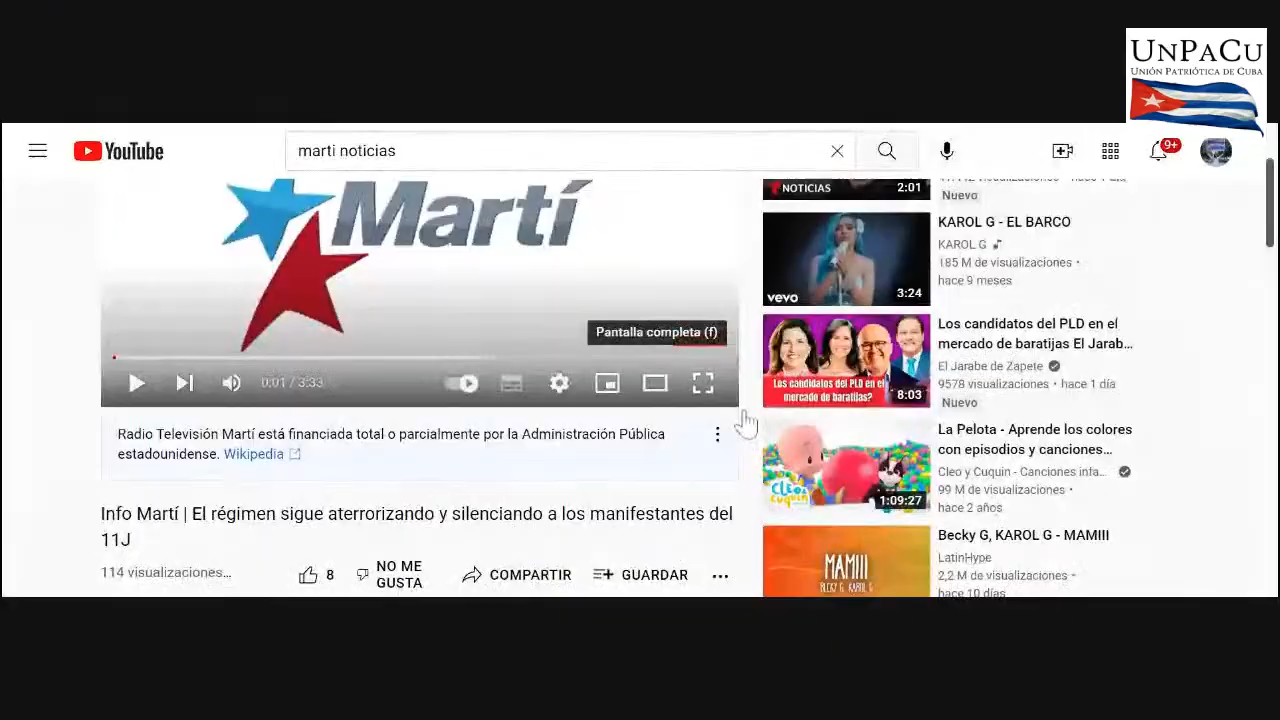 UNPACU
UNIÓN PATRIÓTICA DE CUBA
YouTube
marti noticias
9+
Martí
Pantalla completa (f)
0:01 / 3:33
Radio Televisión Martí está financiada total o parcialmente por la Administración Pública
estadounidense. Wikipedia
Info Martí | El régimen sigue aterrorizando y silenciando a los manifestantes del
11J
114 visualizaciones...
8
NO ME
GUSTA
COMPARTIR
GUARDAR
NOTICIAS
2:01
Nuevo
vevo
3:24
KAROL G - EL BARCO
KAROL G
185 M de visualizaciones •
hace 9 meses
Los candidatos del PLD en el
mercado de baratijas?
8:03
Los candidatos del PLD en el
mercado de baratijas El Jarab...
El Jarabe de Zapete
9578 visualizaciones • hace 1 día
Nuevo
CLEO &
CUQUIN
1:09:27
La Pelota - Aprende los colores
con episodios y canciones...
Cleo y Cuquin - Canciones infa...
99 M de visualizaciones •
hace 2 años
MAMIII
BECKY G, KAROL G
Becky G, KAROL G - MAMIII
LatinHype
2,2 M de visualizaciones •
hace 10 días